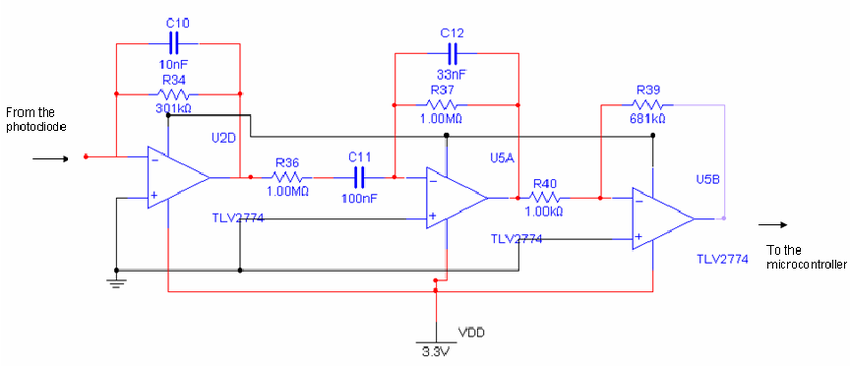 C10
10nF
R34
301kΩ
From the
photodiode
U2D
TLV2774
R36
1.00MΩ
C11
100nF
C12
33nF
R37
1.00MΩ
U5A
TLV2774
R40
1.00kΩ
R39
681kΩ
U5B
TLV2774
To the
microcontroller
VDD
3.3V